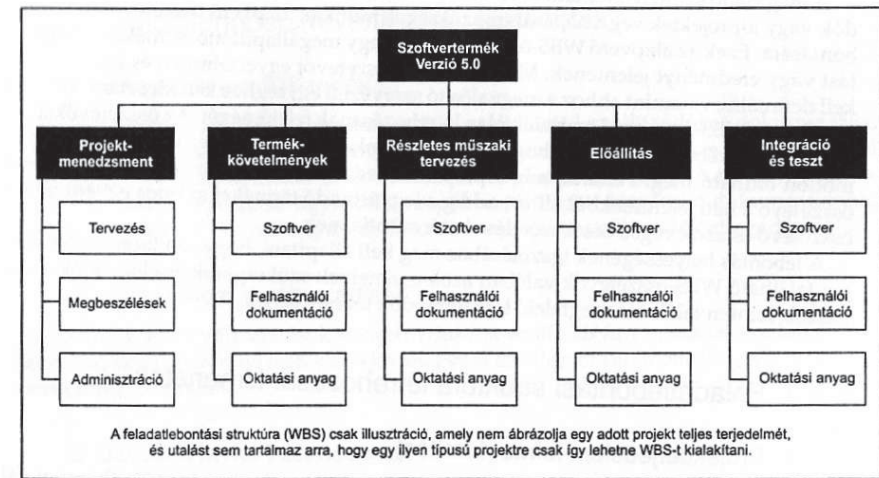 Szoftvertermék
Verzió 5.0
Projekt-
menedzsment
Termék-
követelmények
Részletes műszaki
tervezés
Előállítás
Integráció
és teszt
Tervezés
Szoftver
Szoftver
Szoftver
Szoftver
Megbeszélések
Felhasználói
dokumentáció
Felhasználói
dokumentáció
Felhasználói
dokumentáció
Felhasználói
dokumentáció
Adminisztráció
Oktatási anyag
Oktatási anyag
Oktatási anyag
Oktatási anyag
A feladatlebontási struktúra (WBS) csak illusztráció, amely nem ábrázolja egy adott projekt teljes terjedelmét,
és utalást sem tartalmaz arra, hogy egy ilyen típusú projektre csak így lehetne WBS-t kialakítani.